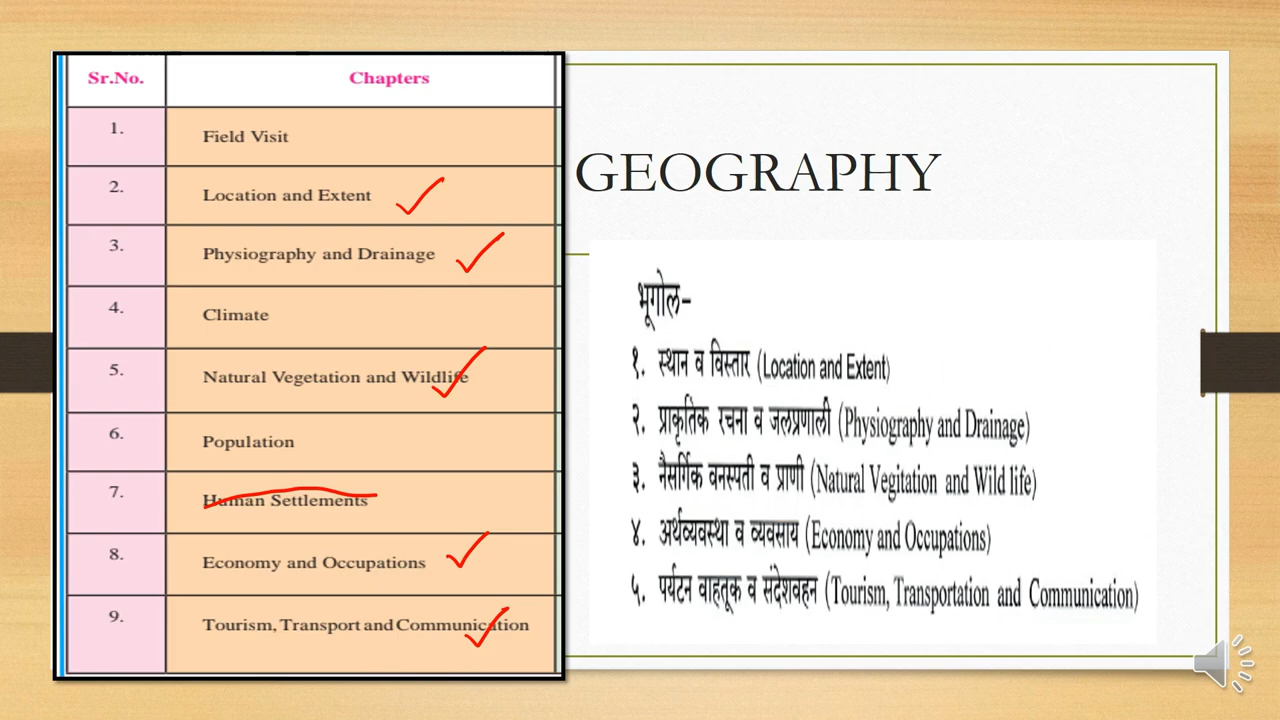 Sr.No. Chapters
1. Field Visit
2. Location and Extent
3. Physiography and Drainage
4. Climate
5. Natural Vegetation and Wildlife
6. Population
7. Human Settlements
8. Economy and Occupations
9. Tourism, Transport and Communication
GEOGRAPHY
भूगोल-
१. स्थान व विस्तार (Location and Extent)
२. प्राकृतिक रचना व जलप्रणाली (Physiography and Drainage)
३. नैसर्गिक वनस्पती व प्राणी (Natural Vegitation and Wild life)
४. अर्थव्यवस्था व व्यवसाय (Economy and Occupations)
५. पर्यटन वाहतूक व संदेशवहन (Tourism, Transportation and Communication)